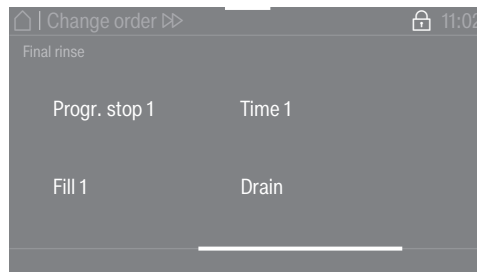 | Change order
11:02
Final rinse
Progr. stop 1
Time 1
Fill 1
Drain